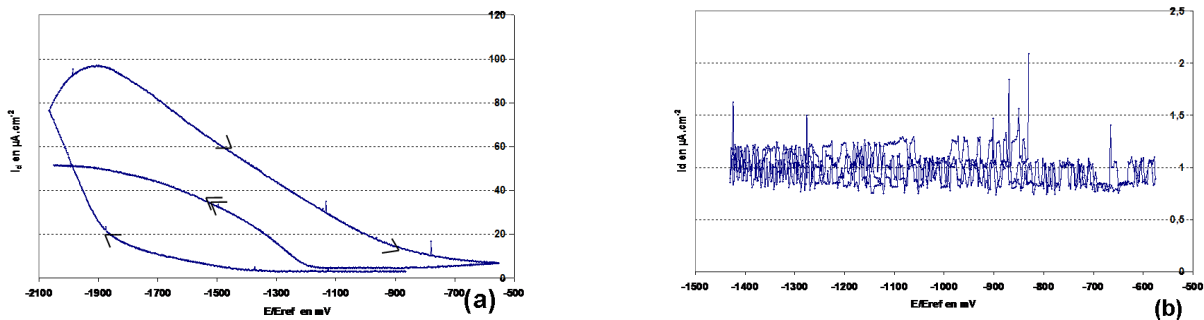 120
100
80
60
40
20
0
-2100 -1900 -1700 -1500 -1300 -1100 -900 -700 -500
E/Eref en mV
I_d en µA.cm⁻²
(a)
2,5
2
1,5
1
0,5
0
-1500 -1400 -1300 -1200 -1100 -1000 -900 -800 -700 -600 -500
E/Eref en mV
Id en µA.cm⁻²
(b)